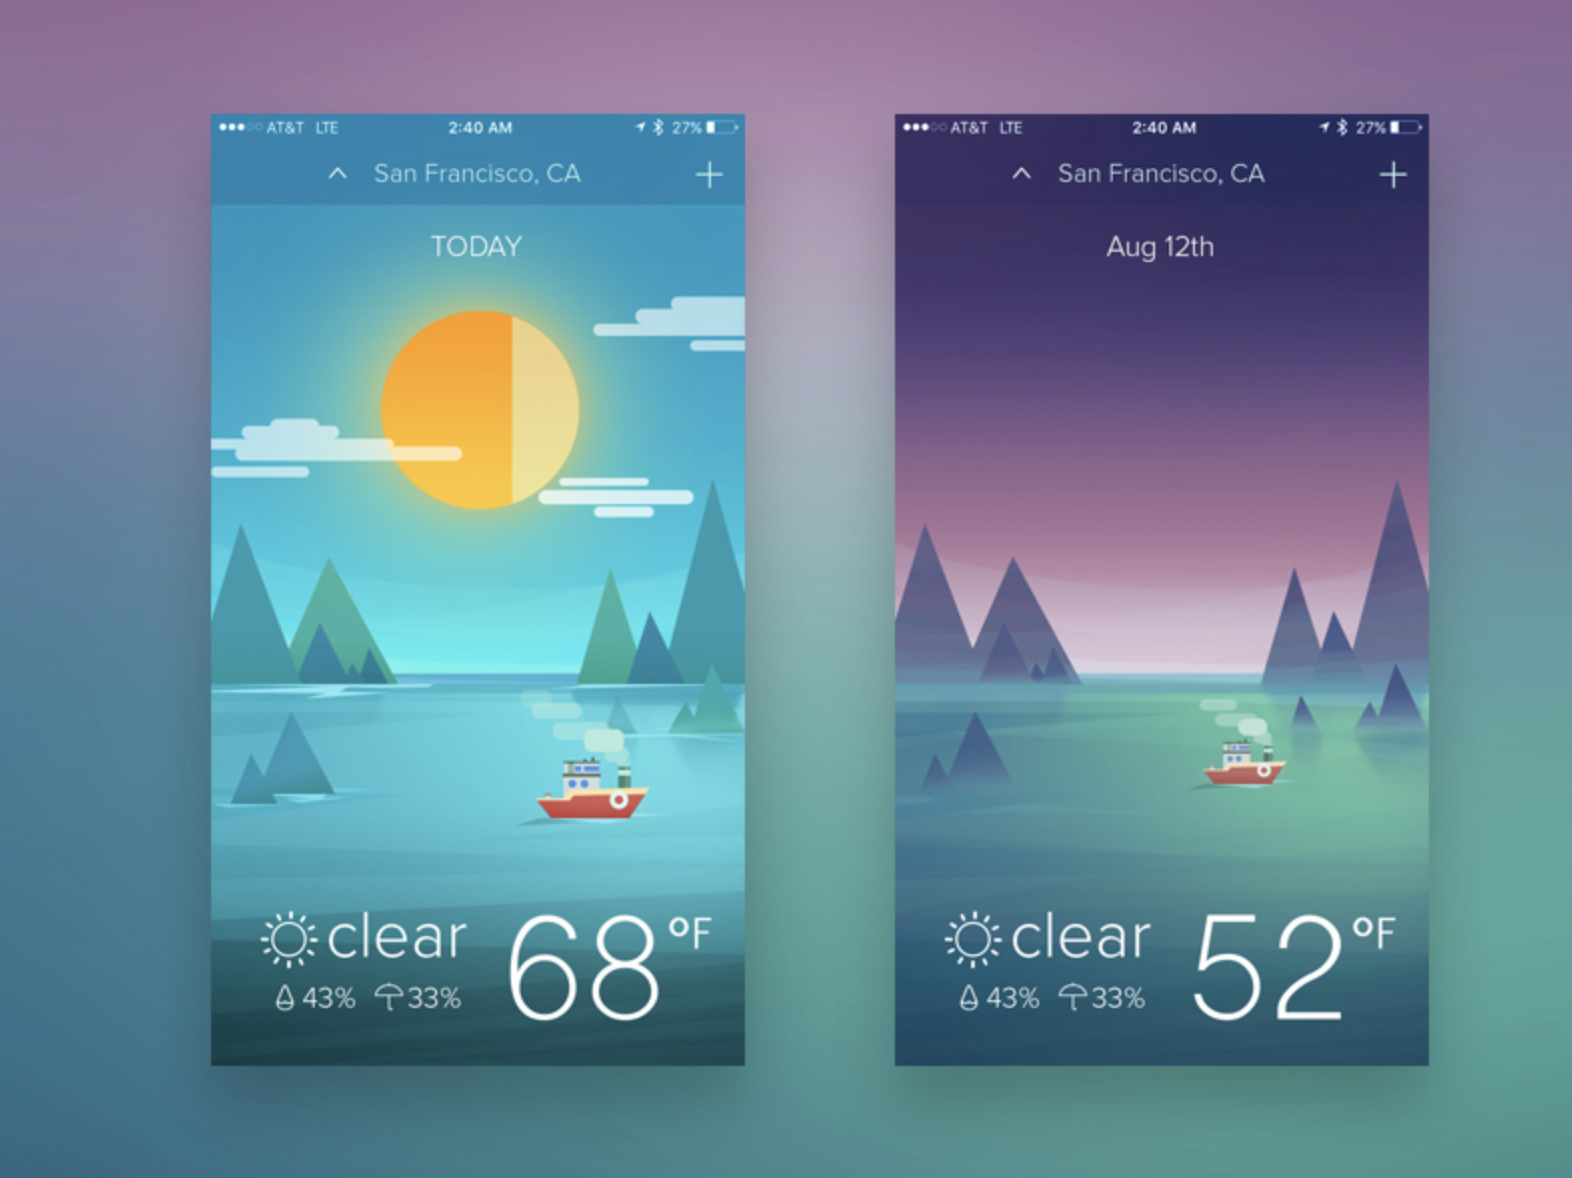 AT&T LTE 2:40 AM 27%
San Francisco, CA
TODAY
clear 68 °F
43% 33%
AT&T LTE 2:40 AM 27%
San Francisco, CA
Aug 12th
clear 52 °F
43% 33%